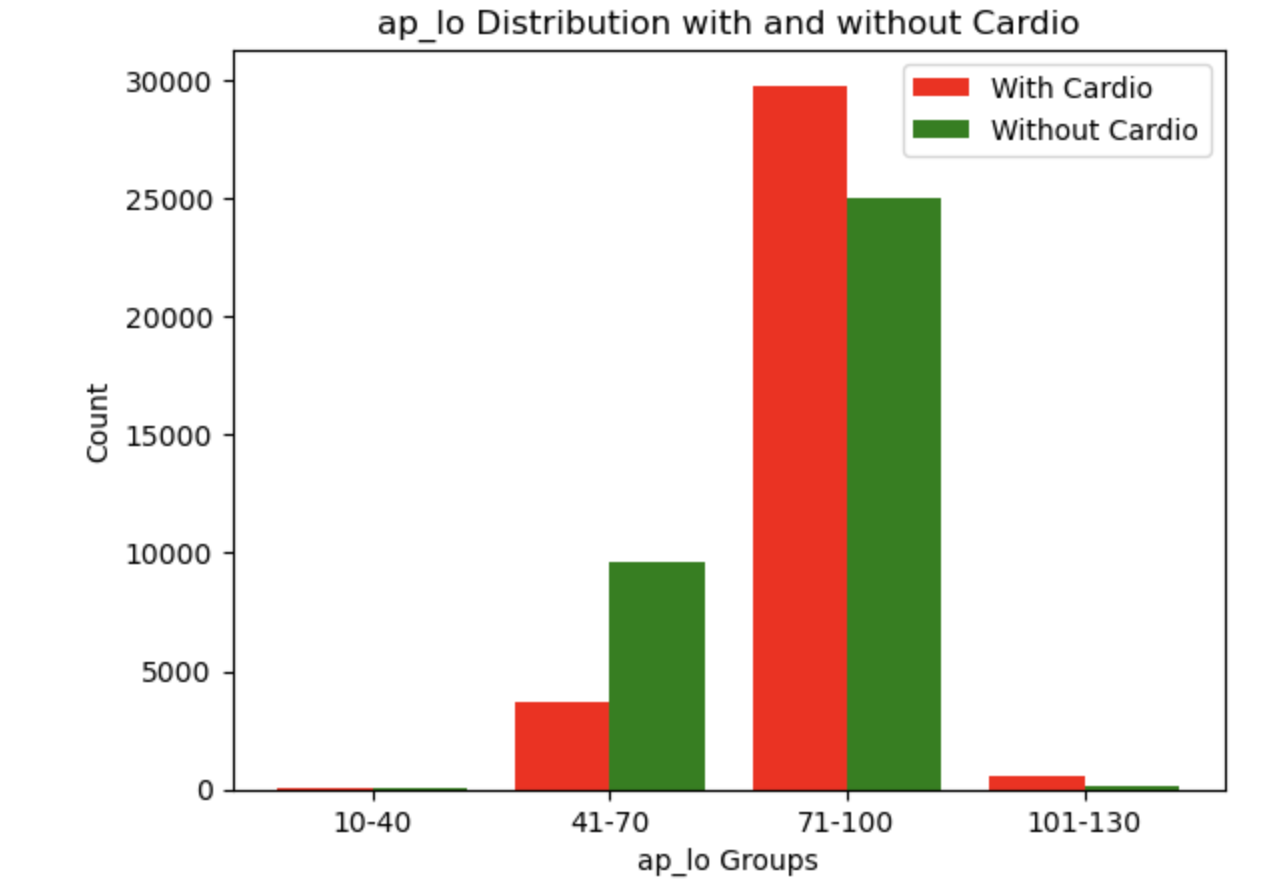 ap_lo Distribution with and without Cardio
With Cardio
Without Cardio
30000
25000
20000
15000
10000
5000
0
Count
10-40 41-70 71-100 101-130
ap_lo Groups